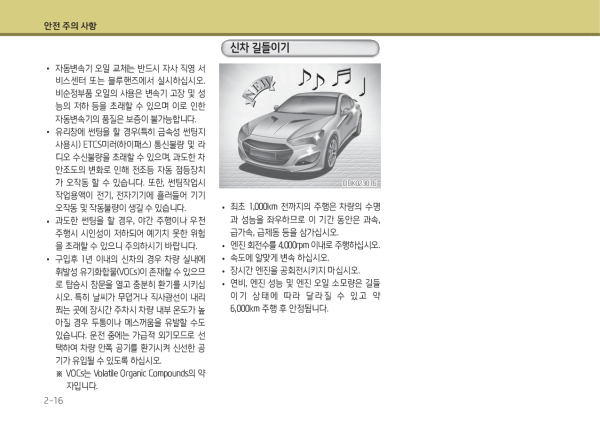 안전 주의 사항
• 자동변속기 오일 교체는 반드시 자사 직영 서
비스센터 또는 블루핸즈에서 실시하십시오.
비순정부품 오일의 사용은 변속기 고장 및 성
능의 저하 등을 초래할 수 있으며 이로 인한
자동변속기의 품질은 보증이 불가능합니다.
• 유리창에 썬팅을 할 경우(특히 금속성 썬팅지
사용시) ETCS미러(하이패스) 통신불량 및 라
디오 수신불량을 초래할 수 있으며, 과도한 차
안조도의 변화로 인해 전조등 자동 점등장치
가 오작동 할 수 있습니다. 또한, 썬팅작업시
작업용액이 전기, 전자기기에 흘러들어 기기
오작동 및 작동불량이 생길 수 있습니다.
• 과도한 썬팅을 할 경우, 야간 주행이나 우천
주행시 시인성이 저하되어 예기치 못한 위험
을 초래할 수 있으니 주의하시기 바랍니다.
• 구입후 1년 이내의 신차의 경우 차량 실내에
휘발성 유기화합물(VOCs)이 존재할 수 있으므
로 탑승시 창문을 열고 충분히 환기를 시키십
시오. 특히 날씨가 무덥거나 직사광선이 내리
쬐는 곳에 장시간 주차시 차량 내부 온도가 높
아질 경우 두통이나 메스꺼움을 유발할 수도
있습니다. 운전 중에는 가급적 외기모드로 선
택하여 차량 안쪽 공기를 환기시켜 신선한 공
기가 유입될 수 있도록 하십시오.
※ VOCs는 Volatile Organic Compounds의 약
자입니다.
신차 길들이기
NEW
OBK023016
• 최초 1,000km 전까지의 주행은 차량의 수명
과 성능을 좌우하므로 이 기간 동안은 과속,
급가속, 급제동 등을 삼가십시오.
• 엔진 회전수를 4,000rpm 이내로 주행하십시오.
• 속도에 알맞게 변속 하십시오.
• 장시간 엔진을 공회전시키지 마십시오.
• 연비, 엔진 성능 및 엔진 오일 소모량은 길들
이기 상태에 따라 달라질 수 있고 약
6,000km 주행 후 안정됩니다.
2-16